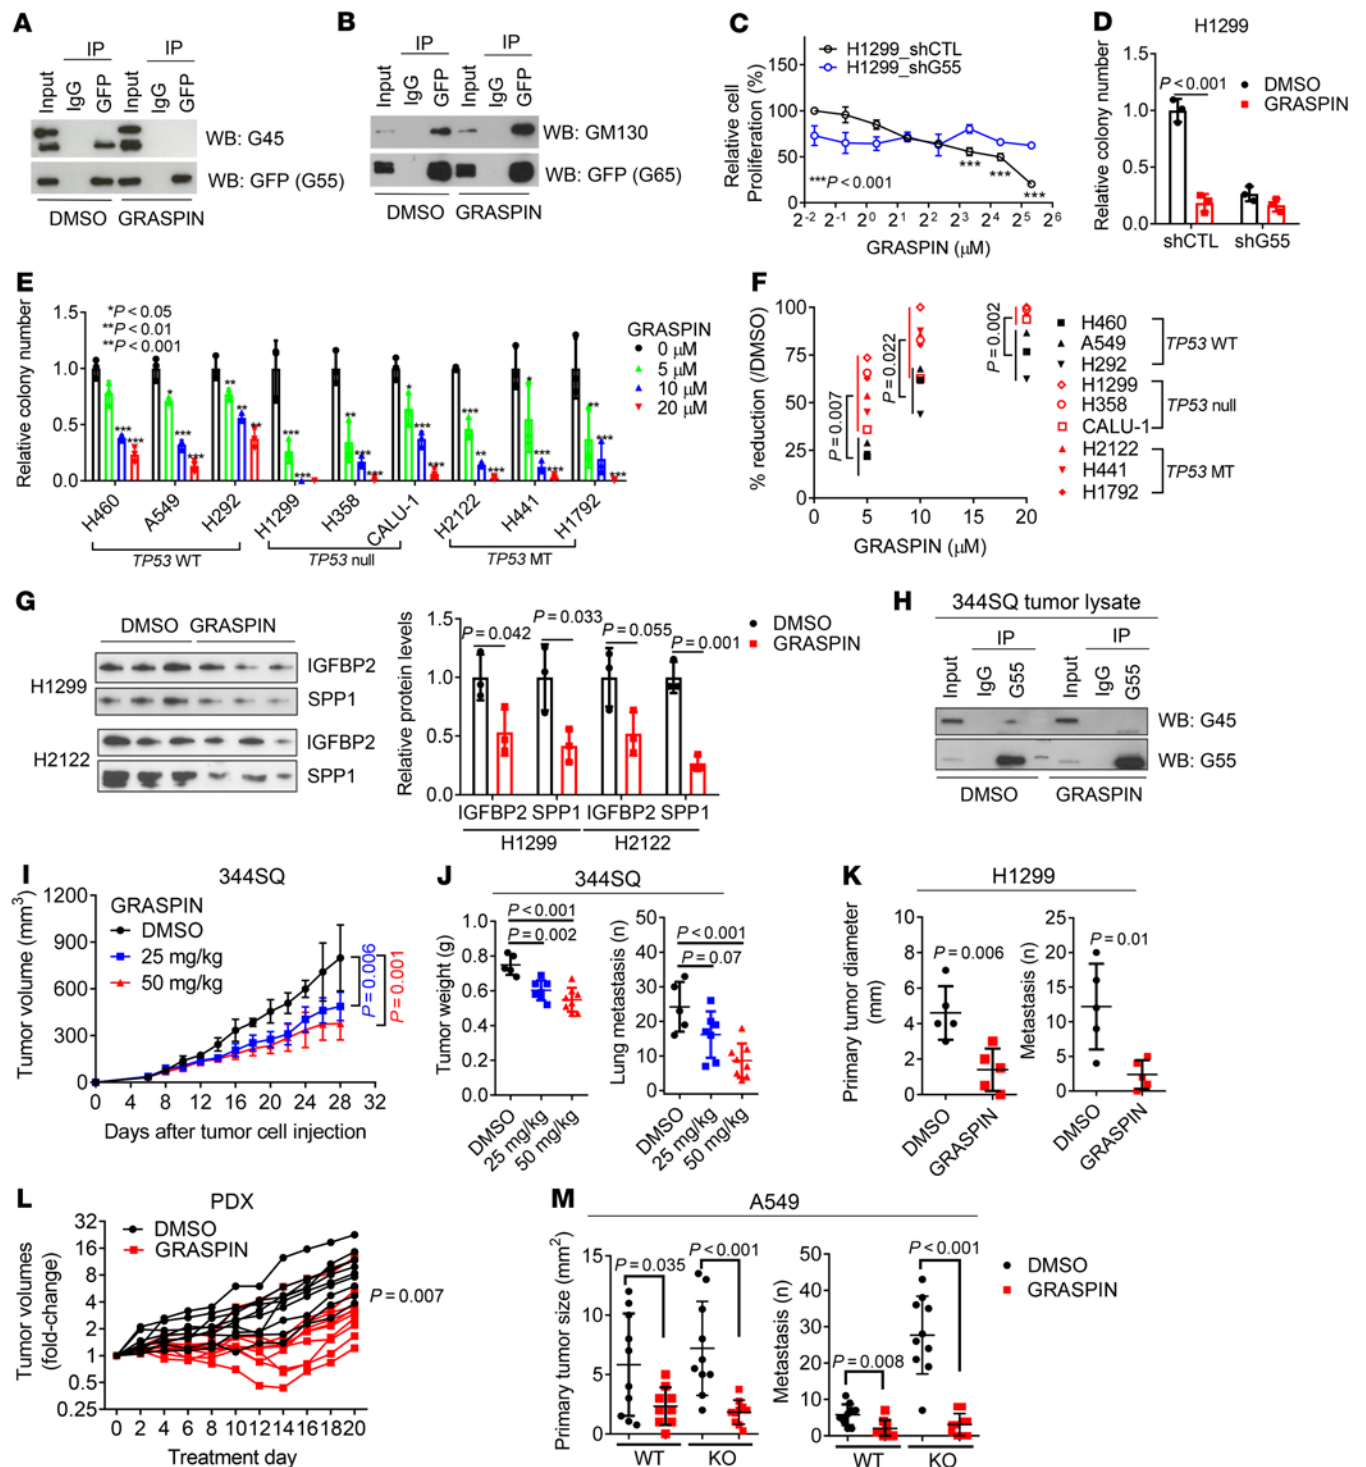 A
IP
Input
IgG
GFP
Input
IgG
GFP
WB: G45
WB: GFP (G55)
DMSO GRASPIN
B
IP
IP
Input
IgG
GFP
Input
IgG
GFP
WB: GM130
WB: GFP (G65)
DMSO GRASPIN
C
H1299_shCTL
H1299_shG55
Relative cell
Proliferation (%)
150
100
50
0
***P < 0.001
***
***
***
2-2 2-1 20 21 22 23 24 25 26
GRASPIN (μM)
D
H1299
DMSO
GRASPIN
P < 0.001
Relative colony number
1.5
1.0
0.5
0.0
shCTL shG55
E
Relative colony number
1.5
1.0
0.5
0.0
*P < 0.05
**P < 0.01
**P < 0.001
GRASPIN
0 μM
5 μM
10 μM
20 μM
H460 A549 H292 H1299 H358 CALU-1 H2122 H441 H1792
TP53 WT TP53 null TP53 MT
F
% reduction (/DMSO)
100
75
50
25
0
P = 0.007
P = 0.022
P = 0.002
0 5 10 15 20
GRASPIN (μM)
H460
A549
H292
TP53 WT
H1299
H358
CALU-1
TP53 null
H2122
H441
H1792
TP53 MT
G
DMSO GRASPIN
H1299
IGFBP2
SPP1
H2122
IGFBP2
SPP1
Relative protein levels
1.5
1.0
0.5
0.0
P = 0.042
P = 0.033
P = 0.055
P = 0.001
DMSO
GRASPIN
IGFBP2 SPP1 IGFBP2 SPP1
H1299 H2122
H
344SQ tumor lysate
IP
IP
Input
IgG
G55
Input
IgG
G55
WB: G45
WB: G55
DMSO GRASPIN
I
344SQ
Tumor volume (mm3)
1200
900
600
300
0
GRASPIN
DMSO
25 mg/kg
50 mg/kg
P = 0.006
P = 0.001
0 4 8 12 16 20 24 28 32
Days after tumor cell injection
J
344SQ
Tumor weight (g)
1.0
0.8
0.6
0.4
0.2
0.0
P < 0.001
P = 0.002
DMSO
25 mg/kg
50 mg/kg
Lung metastasis (n)
50
40
30
20
10
0
P < 0.001
P = 0.07
DMSO
25 mg/kg
50 mg/kg
K
H1299
Primary tumor diameter
(mm)
10
8
6
4
2
0
P = 0.006
DMSO
GRASPIN
Metastasis (n)
25
20
15
10
5
0
P = 0.01
DMSO
GRASPIN
L
PDX
DMSO
GRASPIN
Tumor volumes
(fold-change)
32
16
8
4
2
1
0.5
0.25
P = 0.007
0 2 4 6 8 10 12 14 16 18 20
Treatment day
M
A549
Primary tumor size (mm2)
15
10
5
0
P = 0.035
P < 0.001
WT KO
Metastasis (n)
50
40
30
20
10
0
P = 0.008
P < 0.001
WT KO
DMSO
GRASPIN